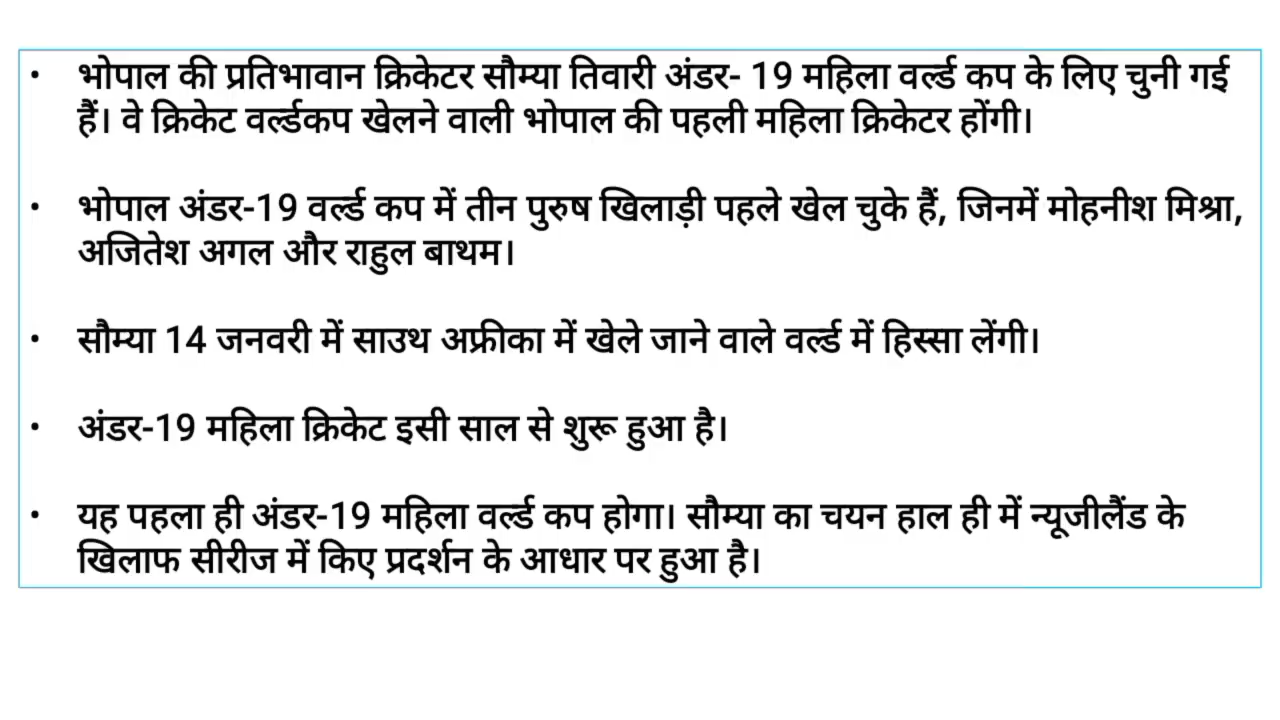 • भोपाल की प्रतिभावान क्रिकेटर सौम्या तिवारी अंडर- 19 महिला वर्ल्ड कप के लिए चुनी गई
हैं। वे क्रिकेट वर्ल्डकप खेलने वाली भोपाल की पहली महिला क्रिकेटर होंगी।
• भोपाल अंडर-19 वर्ल्ड कप में तीन पुरुष खिलाड़ी पहले खेल चुके हैं, जिनमें मोहनीश मिश्रा,
अजितेश अगल और राहुल बाथम।
• सौम्या 14 जनवरी में साउथ अफ्रीका में खेले जाने वाले वर्ल्ड में हिस्सा लेंगी।
• अंडर-19 महिला क्रिकेट इसी साल से शुरू हुआ है।
• यह पहला ही अंडर-19 महिला वर्ल्ड कप होगा। सौम्या का चयन हाल ही में न्यूजीलैंड के
खिलाफ सीरीज में किए प्रदर्शन के आधार पर हुआ है।